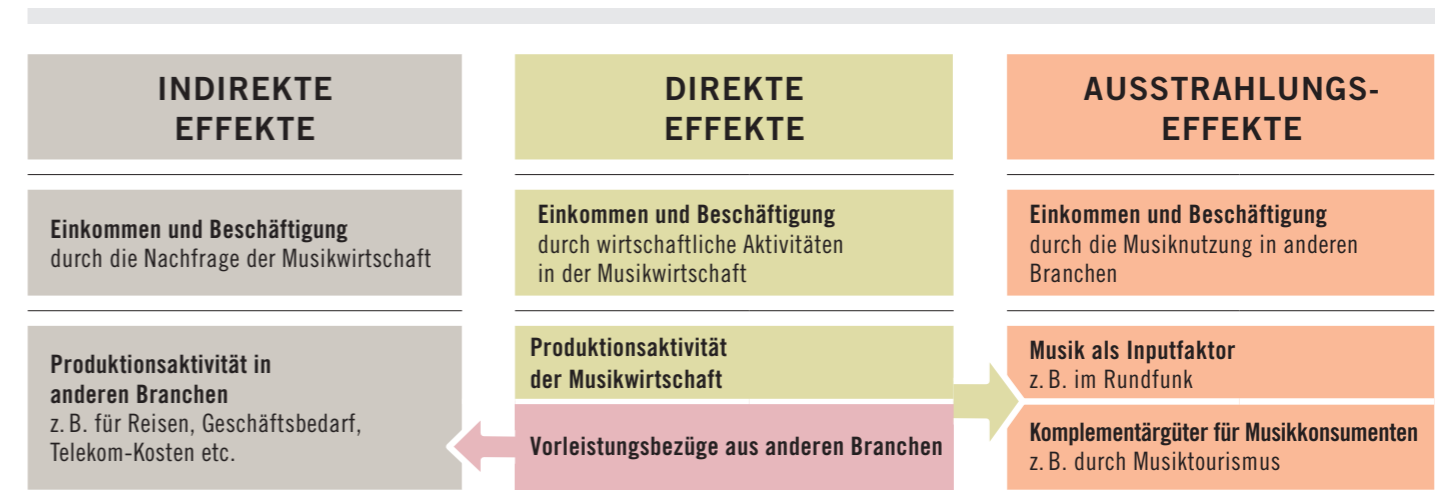 INDIREKTE
EFFEKTE
DIREKTE
EFFEKTE
AUSSTRAHLUNGS-
EFFEKTE
Einkommen und Beschäftigung
durch die Nachfrage der Musikwirtschaft
Einkommen und Beschäftigung
durch wirtschaftliche Aktivitäten
in der Musikwirtschaft
Einkommen und Beschäftigung
durch die Musiknutzung in anderen
Branchen
Produktionsaktivität in
anderen Branchen
z. B. für Reisen, Geschäftsbedarf,
Telekom-Kosten etc.
Produktionsaktivität
der Musikwirtschaft
Vorleistungsbezüge aus anderen Branchen
Musik als Inputfaktor
z. B. im Rundfunk
Komplementärgüter für Musikkonsumenten
z. B. durch Musiktourismus